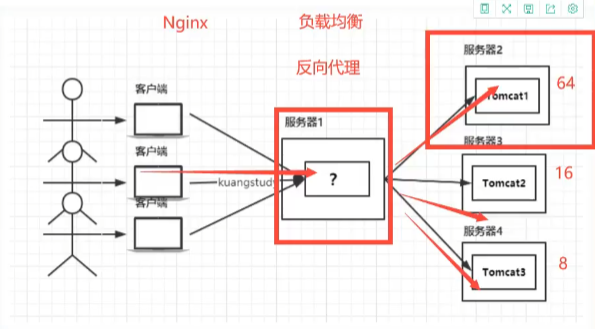 Nginx
负载均衡
反向代理
客户端
客户端
kuangstudy
客户端
服务器1
?
服务器2
Tomcat1
64
服务器3
Tomcat2
16
服务器4
Tomcat3
8